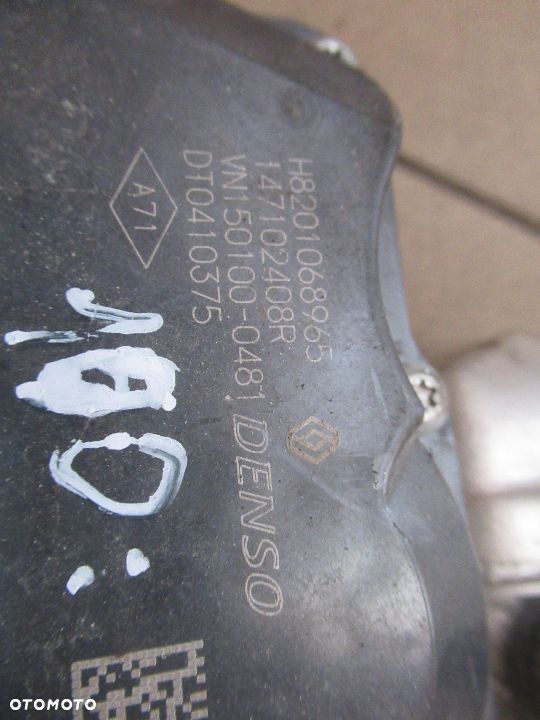 H8201068965
147102408R
VN150100-0481 DENSO
DT0410375
A71
OTOMOTO